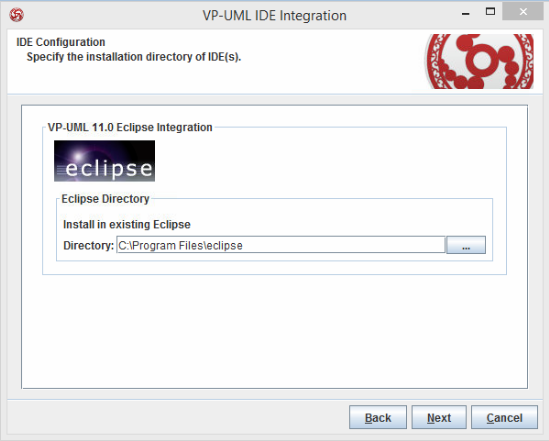 VP-UML IDE Integration
IDE Configuration
Specify the installation directory of IDE(s).
VP-UML 11.0 Eclipse Integration
eclipse
Eclipse Directory
Install in existing Eclipse
Directory: C:\Program Files\eclipse ...
Back Next Cancel